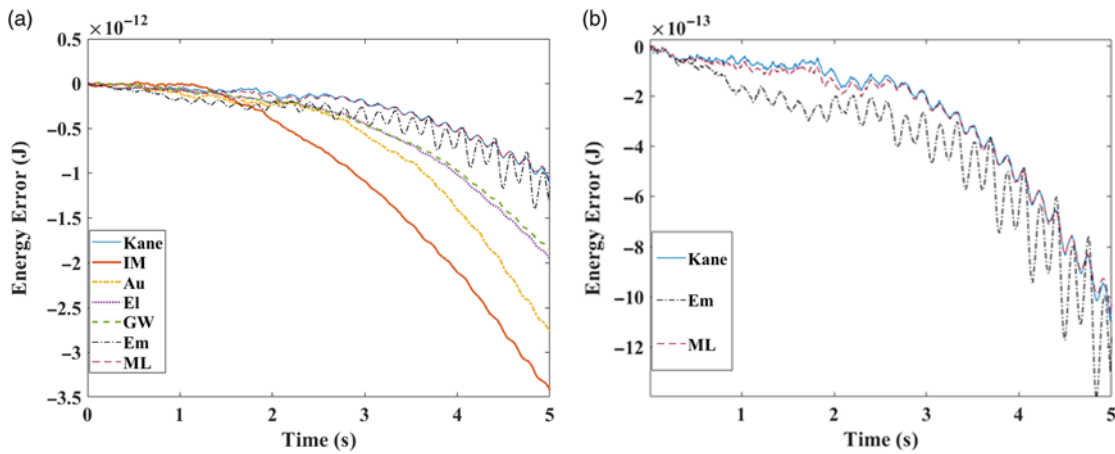 (a)
×10−12
0.5
0
−0.5
−1
−1.5
−2
−2.5
−3
−3.5
Energy Error (J)
Kane
IM
Au
El
GW
Em
ML
0 1 2 3 4 5
Time (s)
(b)
×10−13
0
−2
−4
−6
−8
−10
−12
Energy Error (J)
Kane
Em
ML
1 2 3 4 5
Time (s)